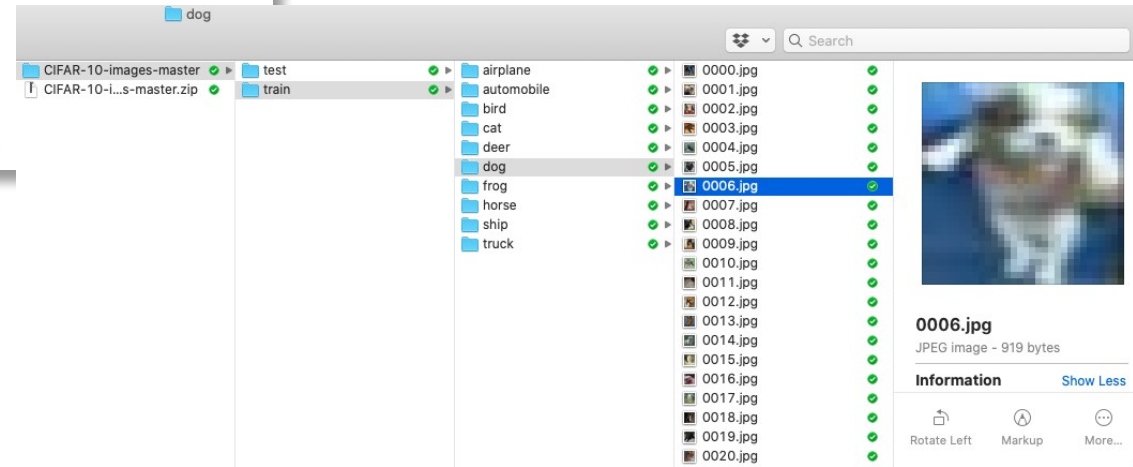 dog
Search
CIFAR-10-images-master
CIFAR-10-i...s-master.zip
test
train
airplane
automobile
bird
cat
deer
dog
frog
horse
ship
truck
0000.jpg
0001.jpg
0002.jpg
0003.jpg
0004.jpg
0005.jpg
0006.jpg
0007.jpg
0008.jpg
0009.jpg
0010.jpg
0011.jpg
0012.jpg
0013.jpg
0014.jpg
0015.jpg
0016.jpg
0017.jpg
0018.jpg
0019.jpg
0020.jpg
0006.jpg
JPEG image - 919 bytes
Information Show Less
Rotate Left Markup More...